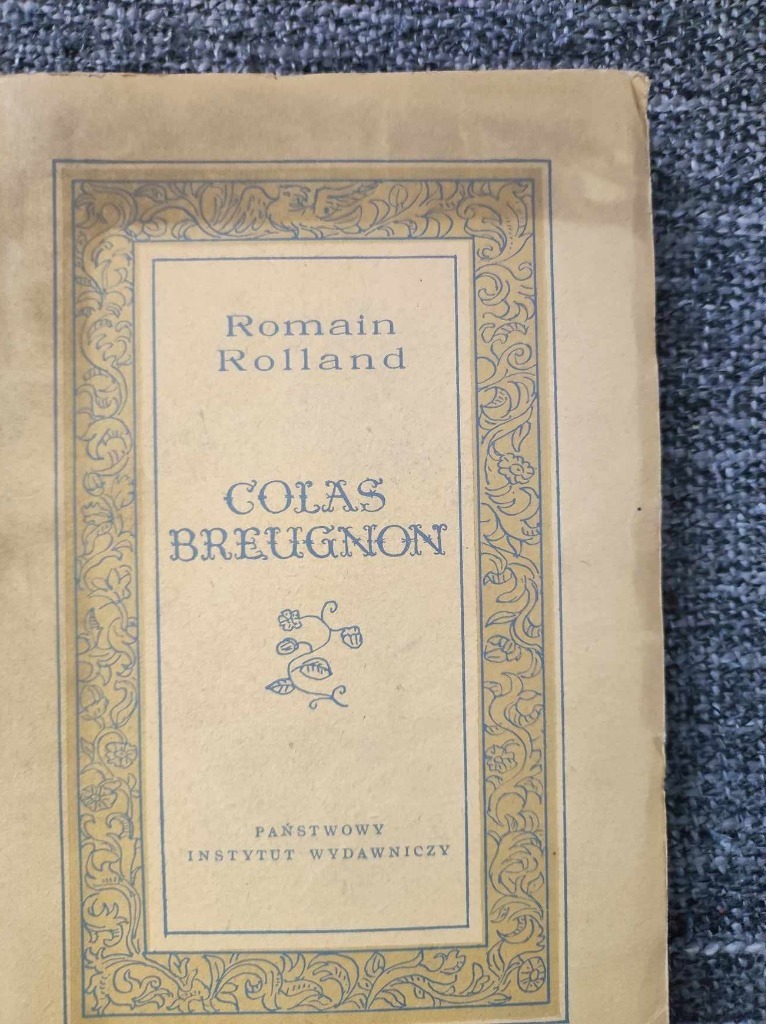 Romain
Rolland
COLAS
BREUGNON
PAŃSTWOWY
INSTYTUT WYDAWNICZY